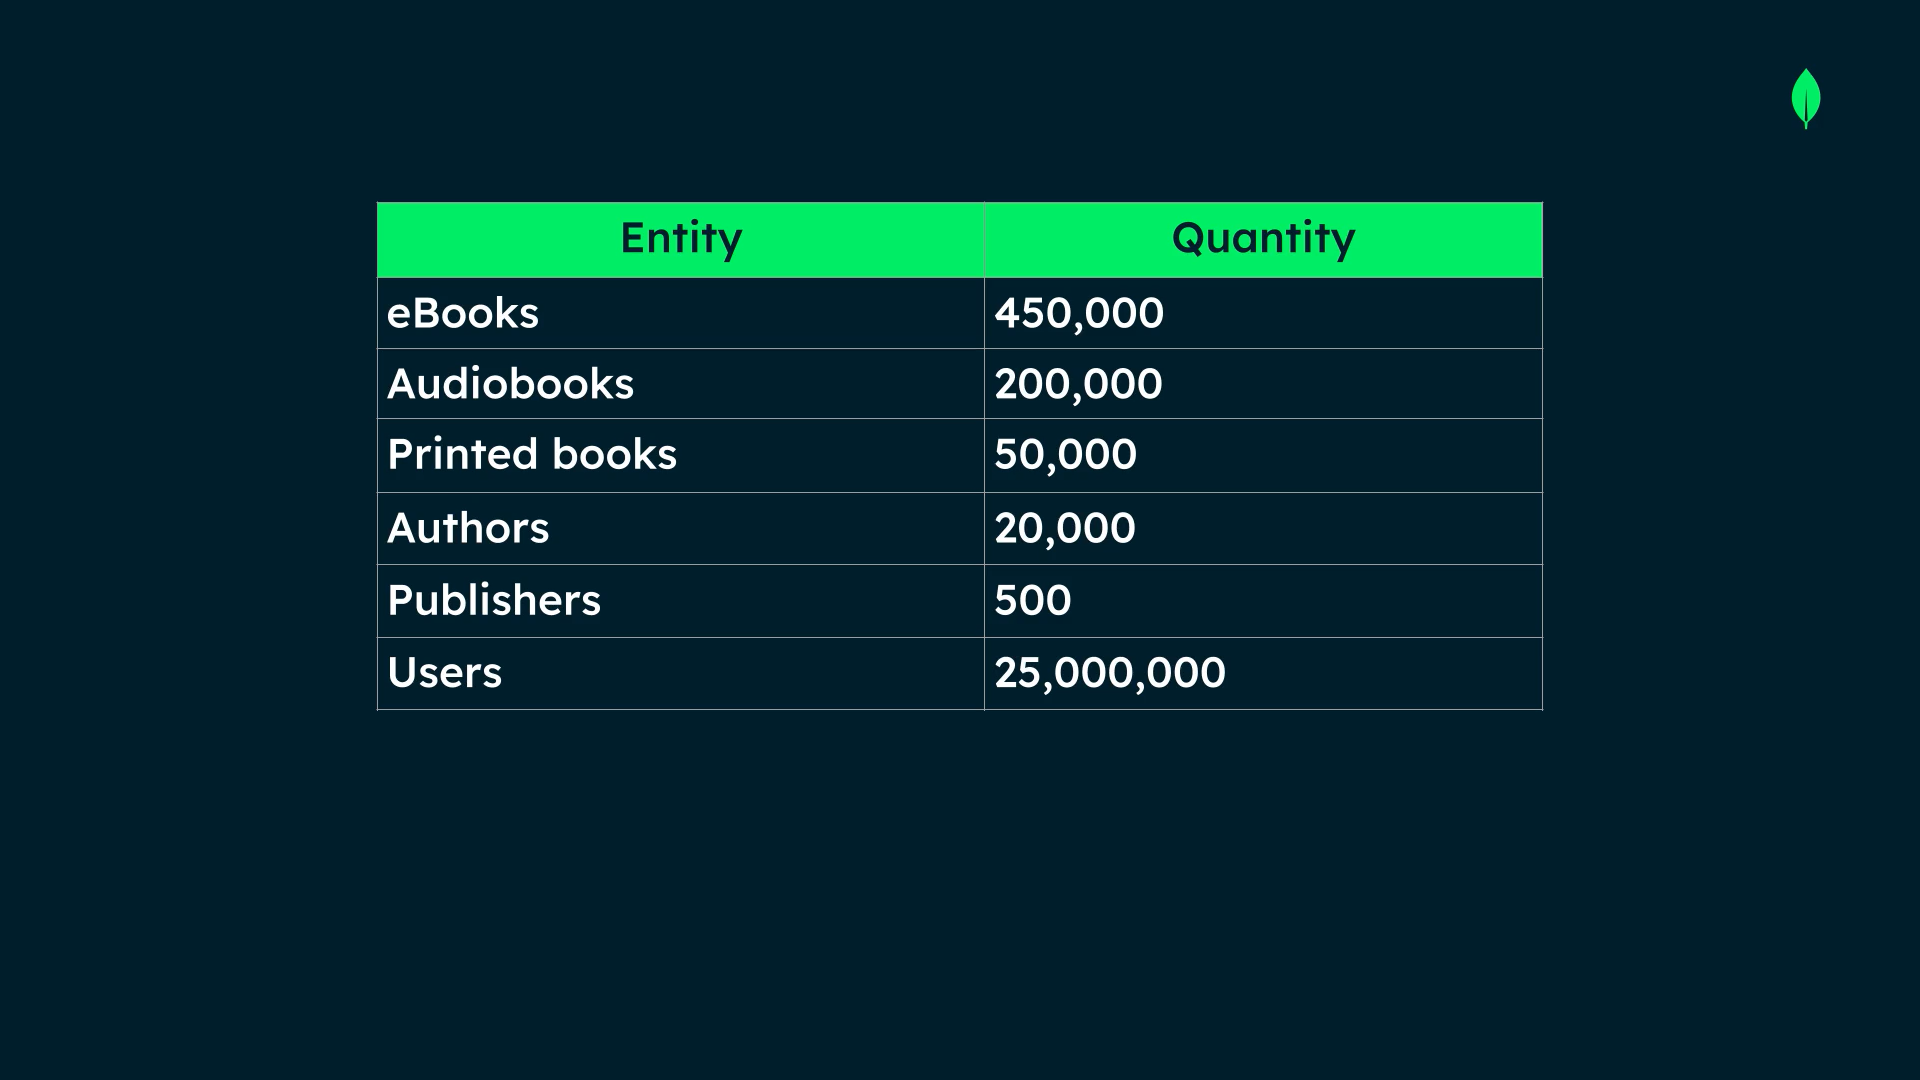 Entity Quantity
eBooks 450,000
Audiobooks 200,000
Printed books 50,000
Authors 20,000
Publishers 500
Users 25,000,000